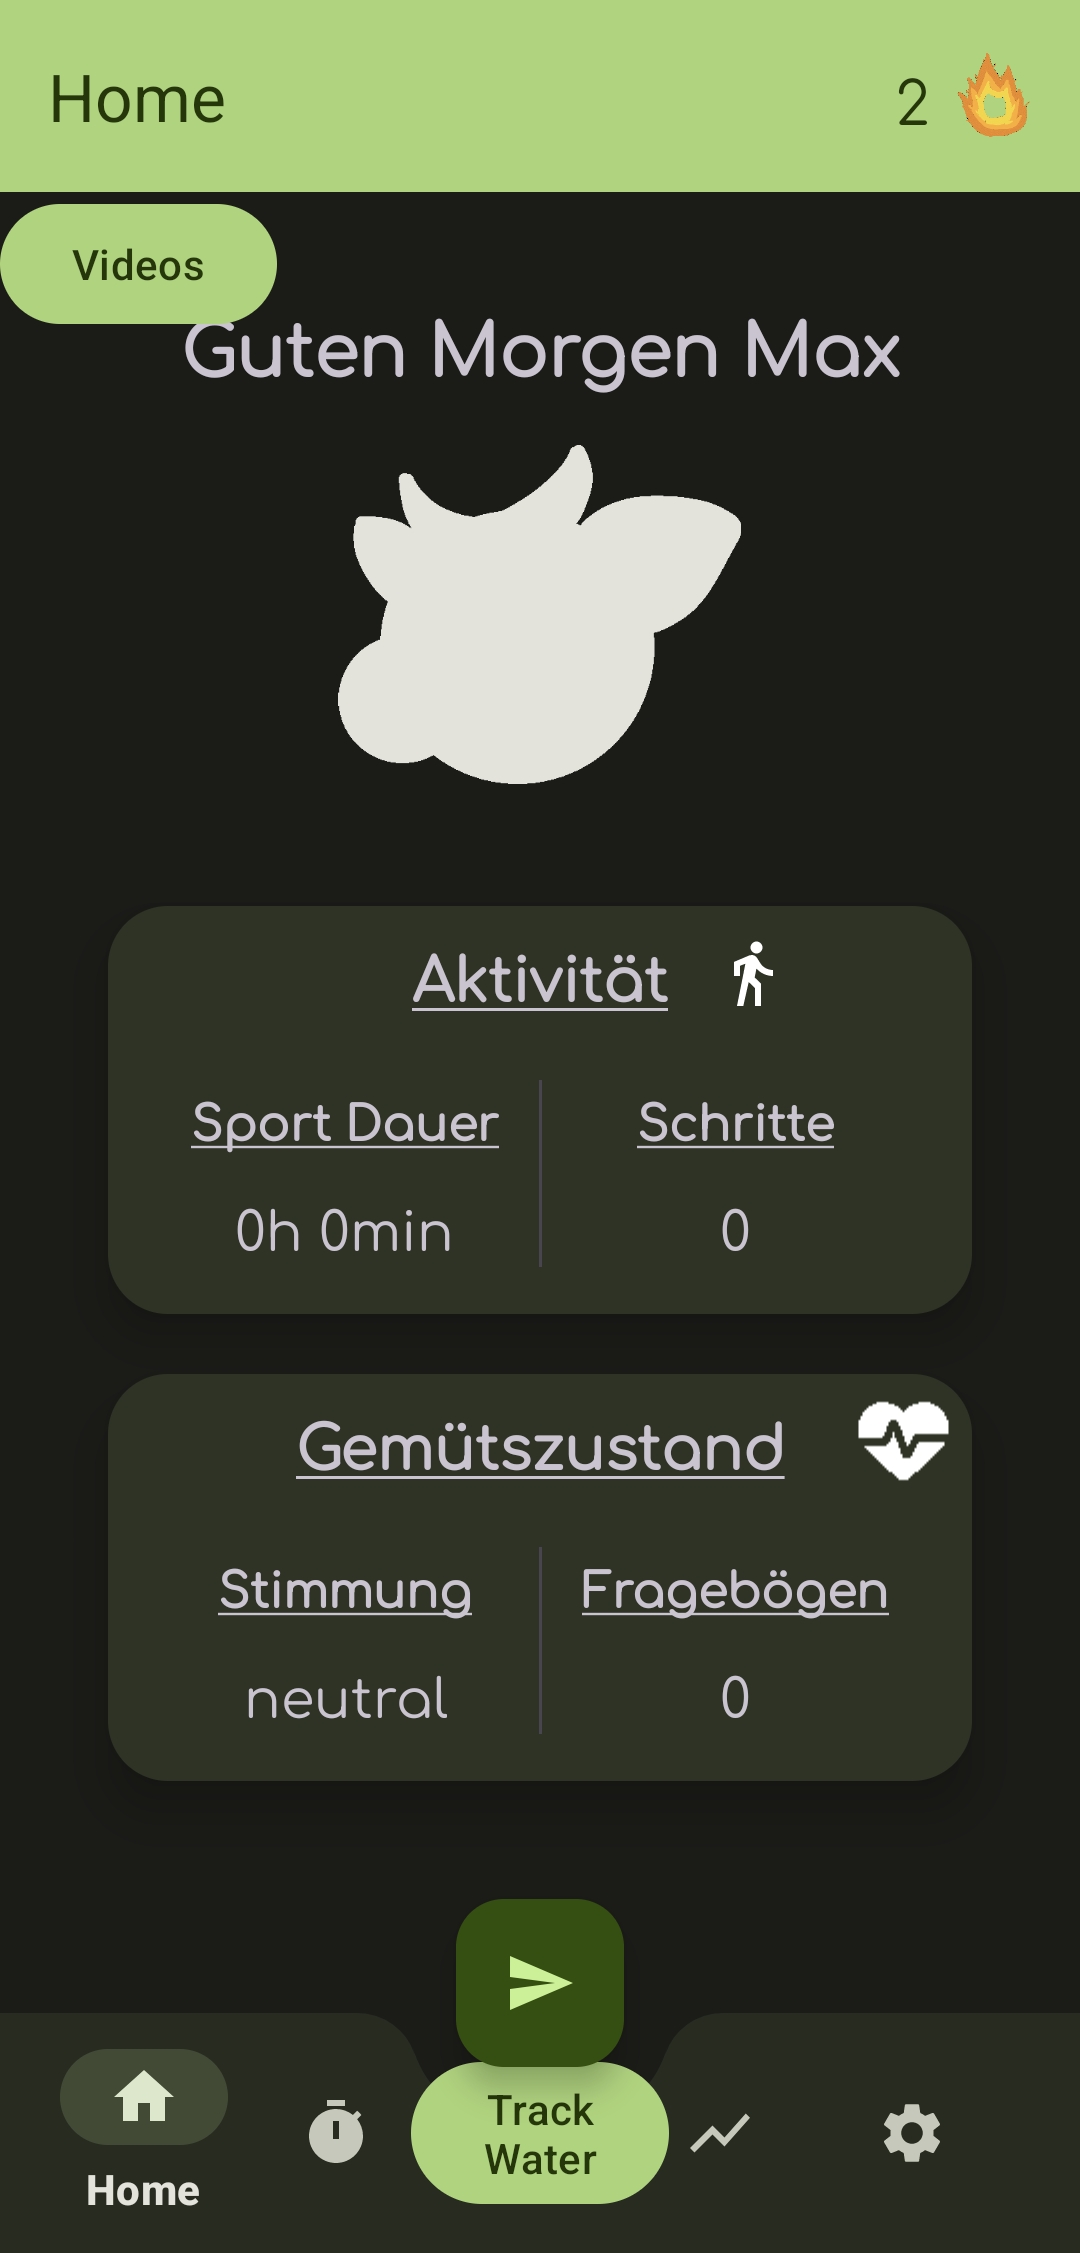 Home
2
Videos
Guten Morgen Max
Aktivität
Sport Dauer
Schritte
0h 0min
0
Gemütszustand
Stimmung
Fragebögen
neutral
0
Track
Water
Home